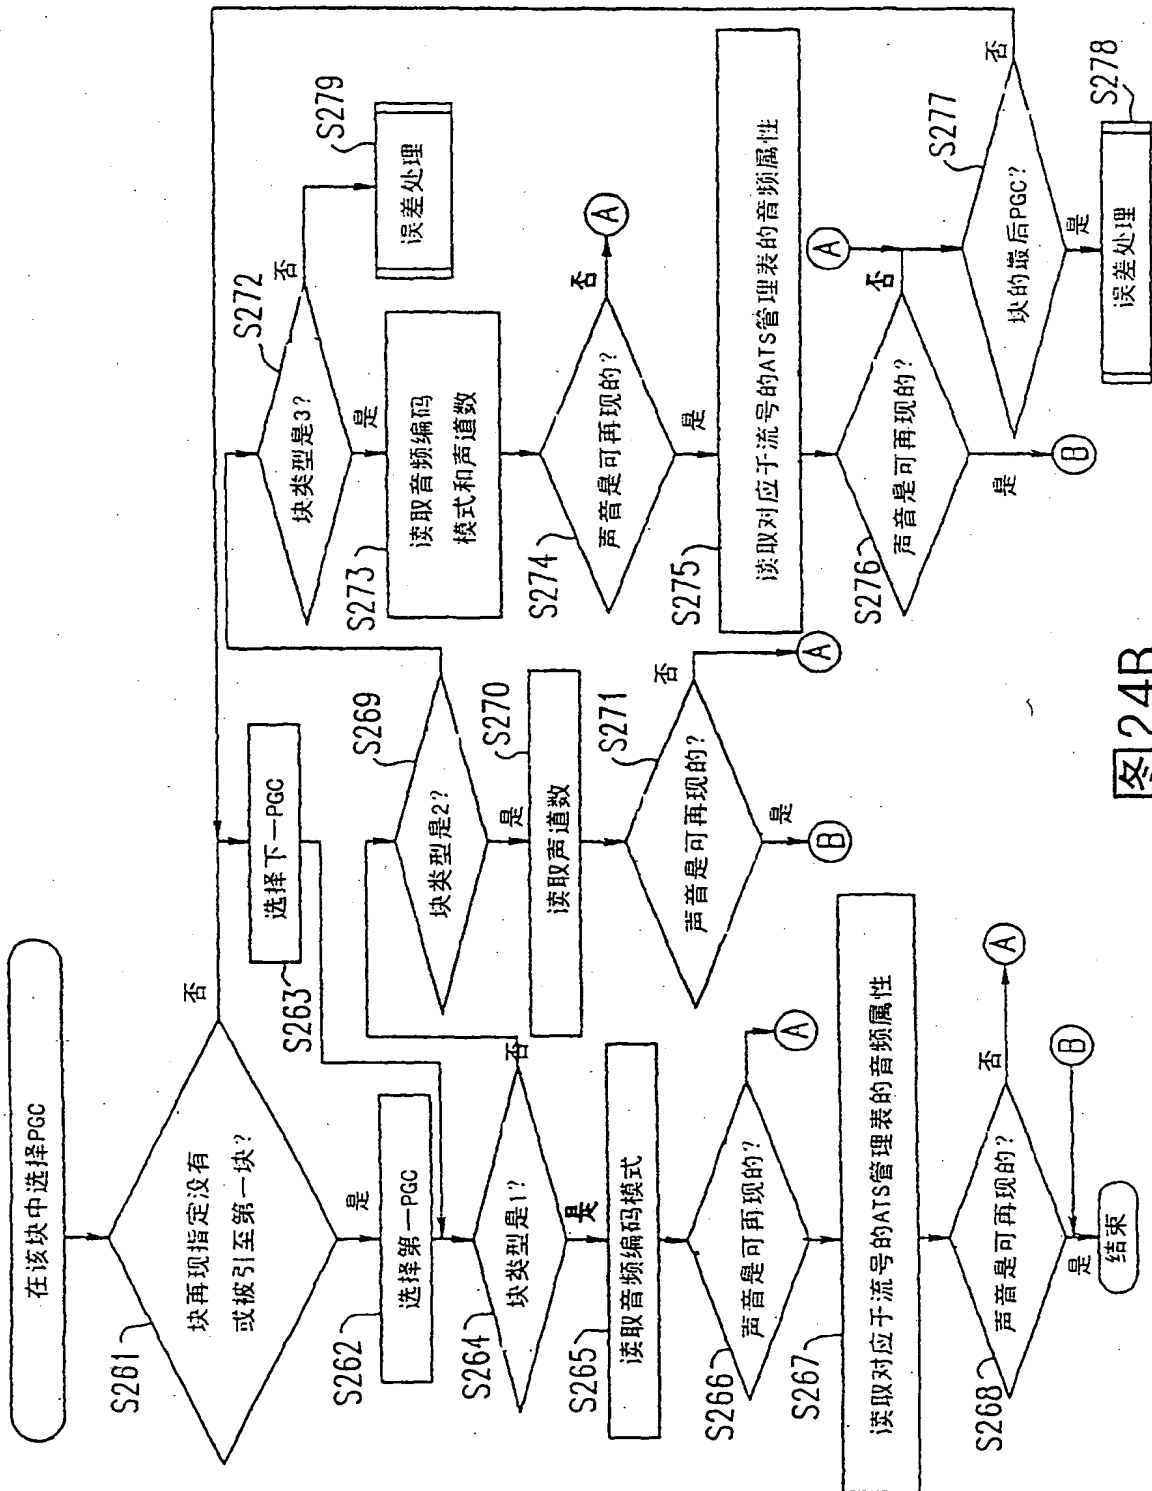 在该块中选择PGC
S261
块再现指定没有
或被引至第一块?
否
是
S262
选择第一PGC
S263
选择下一PGC
S264
块类型是1?
否
是
S265
读取音频编码模式
S266
声音是可再现的?
A
S267
读取对应于流号的ATS管理表的音频属性
S268
声音是可再现的?
否
A
是
B
结束
S269
块类型是2?
是
S270
读取声道数
S271
声音是可再现的?
否
A
是
B
S272
块类型是3?
否
S279
误差处理
是
S273
读取音频编码
模式和声道数
S274
声音是可再现的?
否
A
是
S275
读取对应于流号的ATS管理表的音频属性
S276
声音是可再现的?
否
A
是
B
S277
块的最后PGC?
否
是
S278
误差处理
图24B